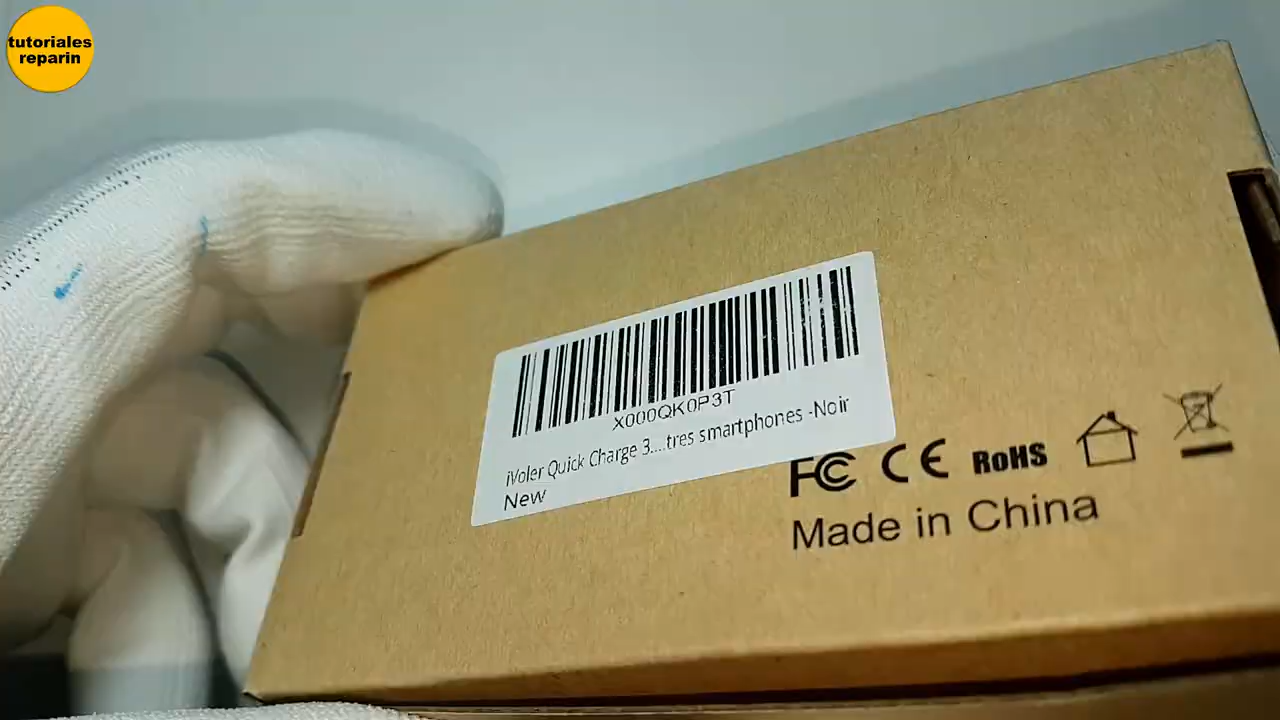 tutoriales
reparin
X000QK0P3T
iVoler Quick Charge 3....tres smartphones -Noir
New
FC CE RoHS
Made in China